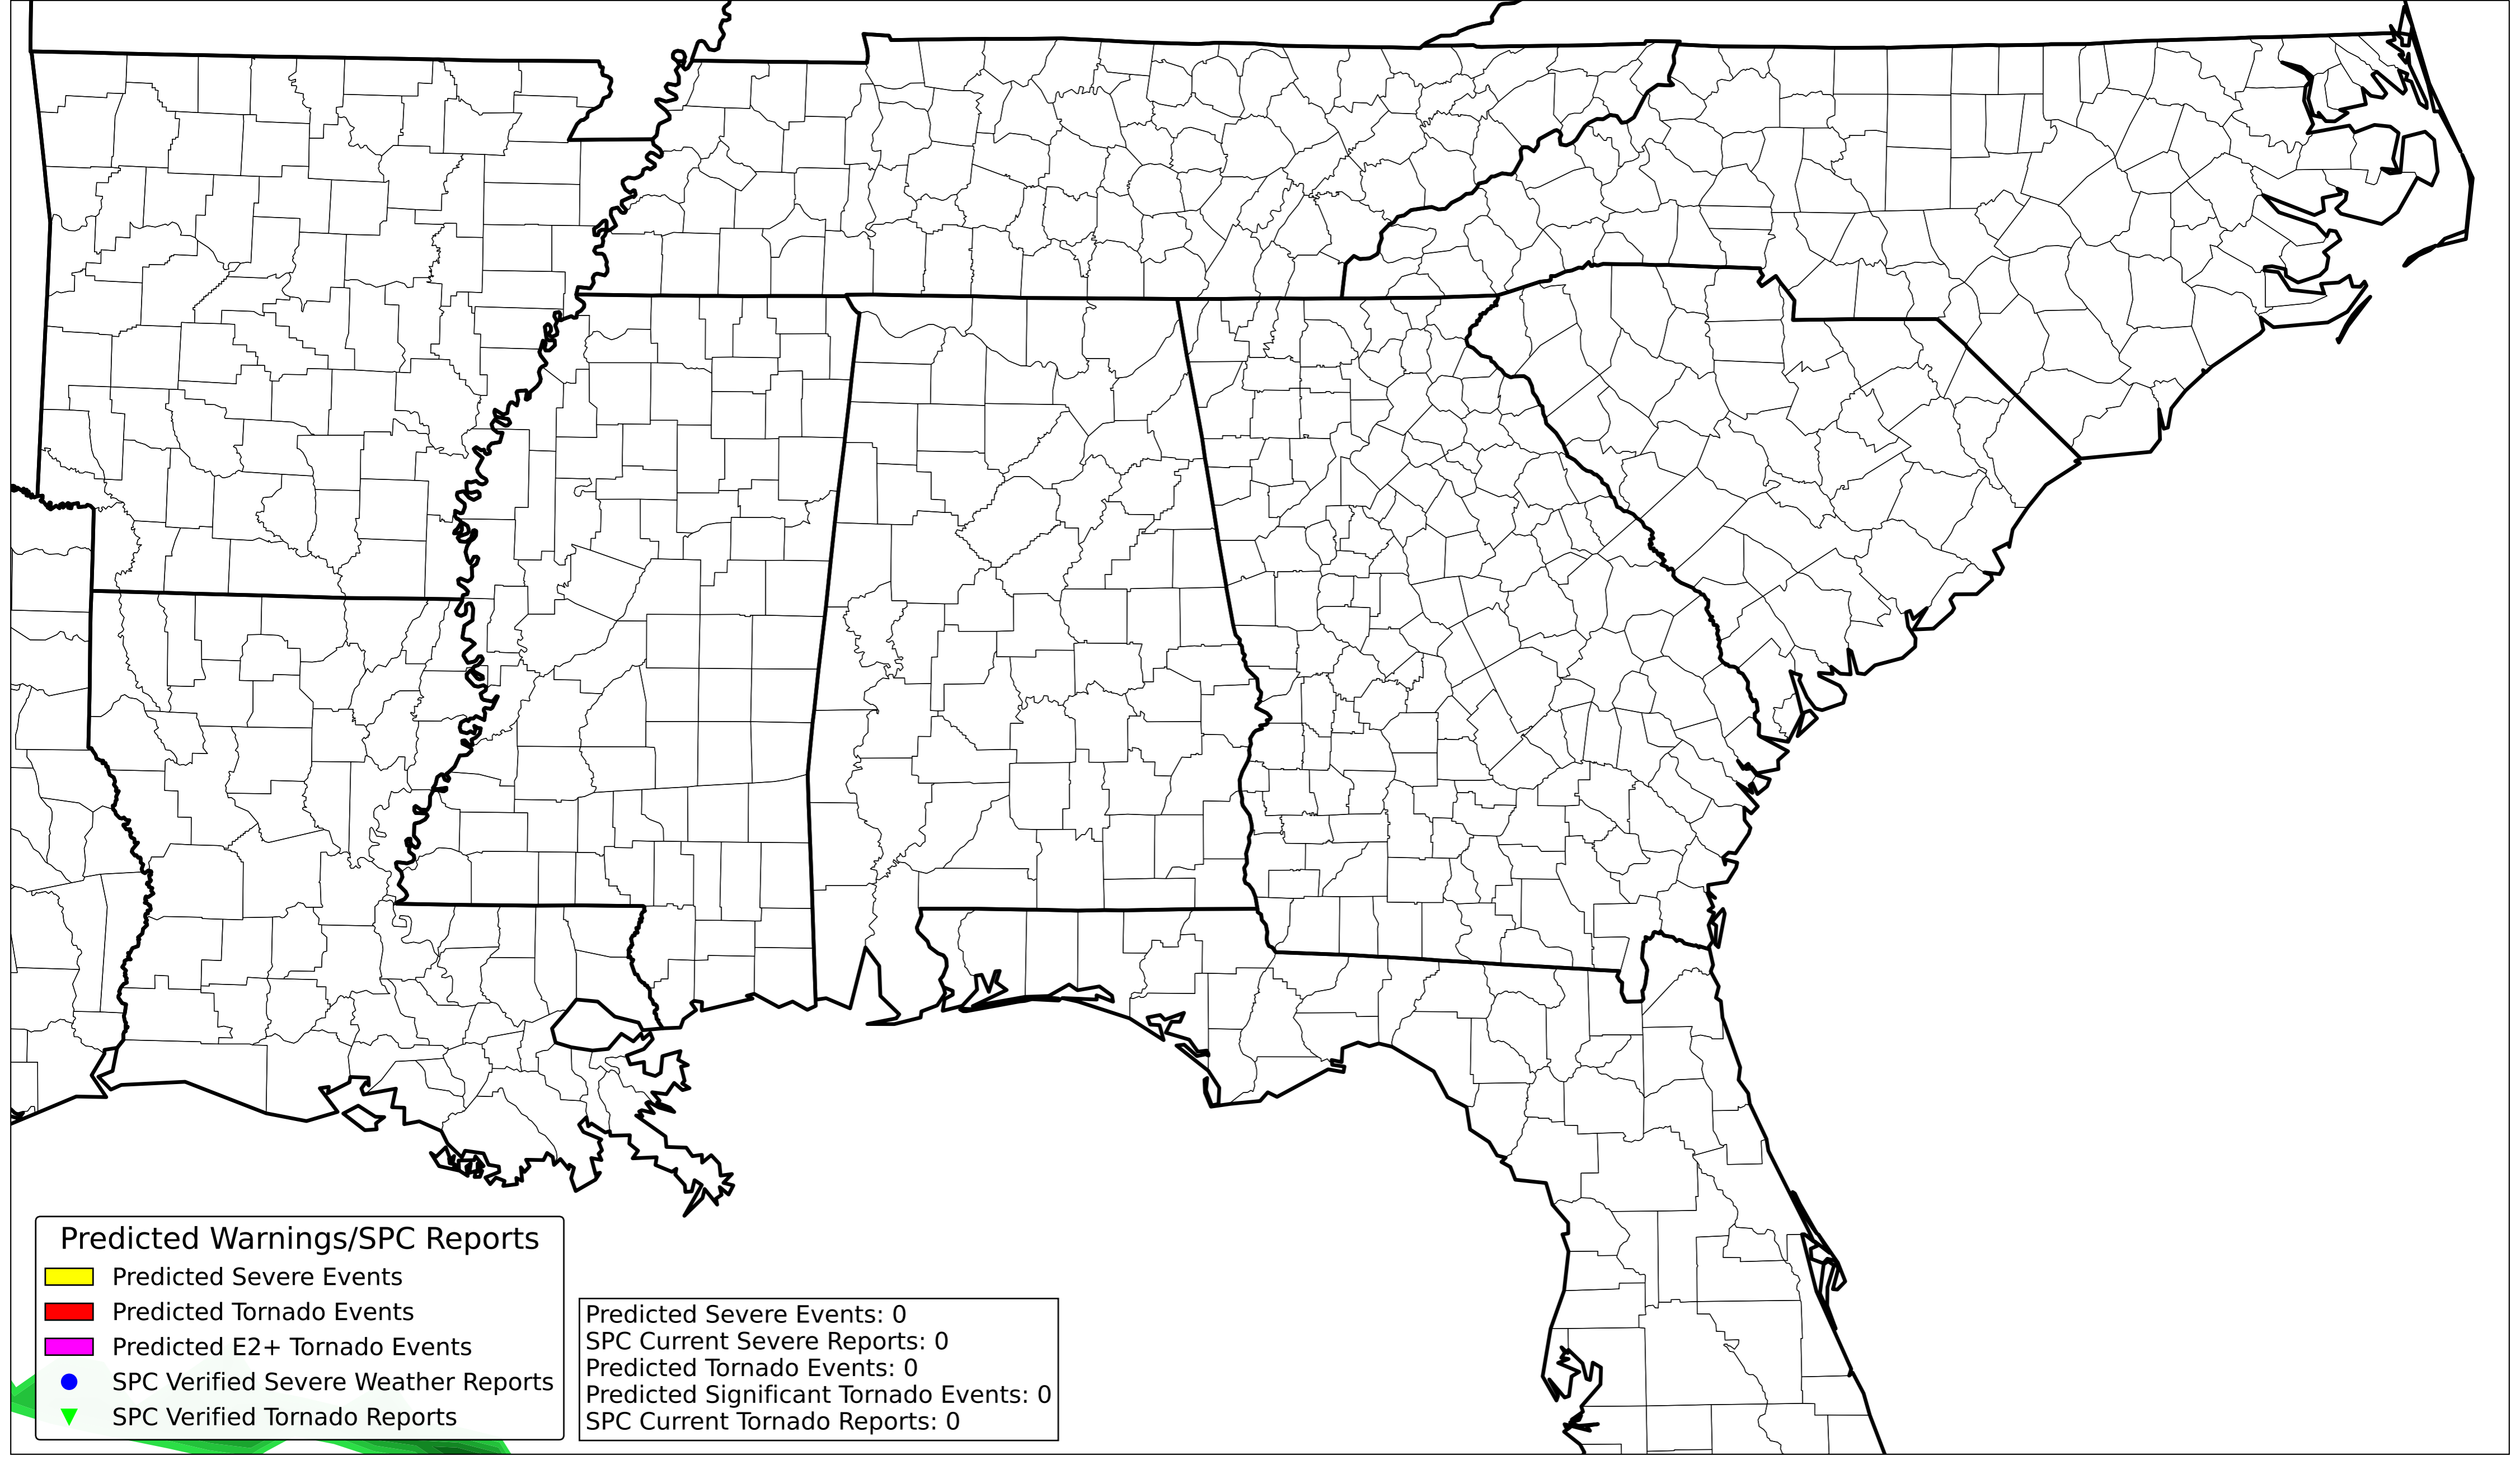 Predicted Warnings/SPC Reports
Predicted Severe Events
Predicted Tornado Events
Predicted E2+ Tornado Events
SPC Verified Severe Weather Reports
SPC Verified Tornado Reports
Predicted Severe Events: 0
SPC Current Severe Reports: 0
Predicted Tornado Events: 0
Predicted Significant Tornado Events: 0
SPC Current Tornado Reports: 0